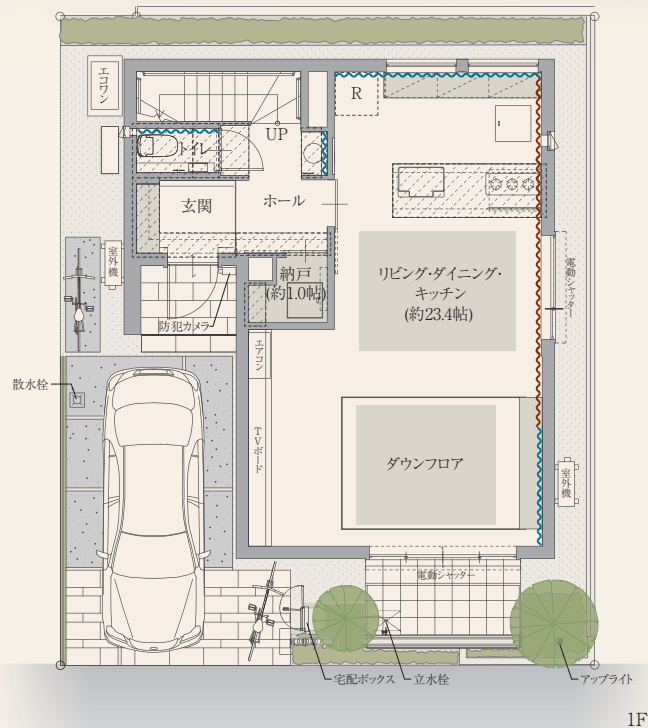 エコワン
R
UP
トイレ
玄関
ホール
室外機
納戸
(約1.0帖)
リビング・ダイニング・
キッチン
(約23.4帖)
電動シャッター
防犯カメラ
エアコン
散水栓
TVボード
ダウンフロア
室外機
電動シャッター
宅配ボックス
立水栓
アップライト
1F